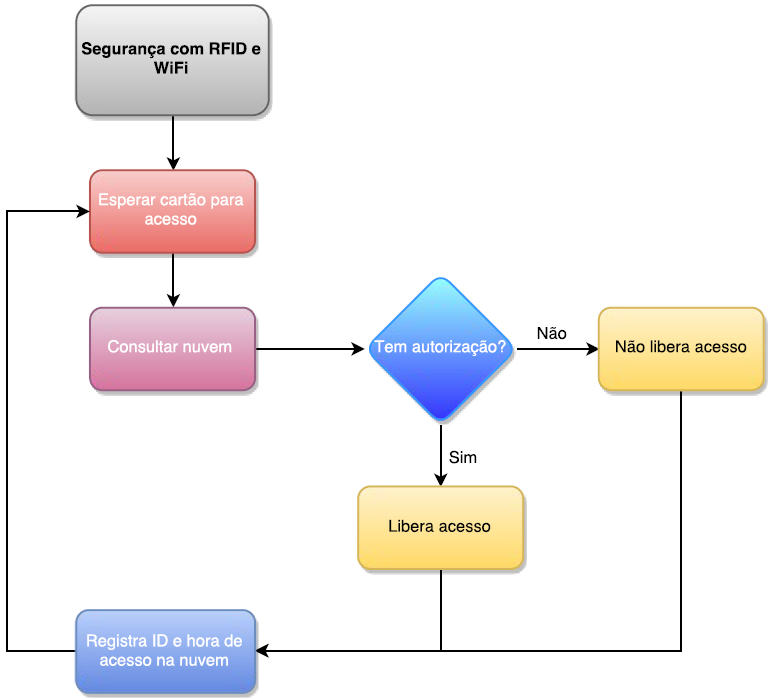 Segurança com RFID e
WiFi
Esperar cartão para
acesso
Consultar nuvem
Tem autorização?
Não
Não libera acesso
Sim
Libera acesso
Registra ID e hora de
acesso na nuvem